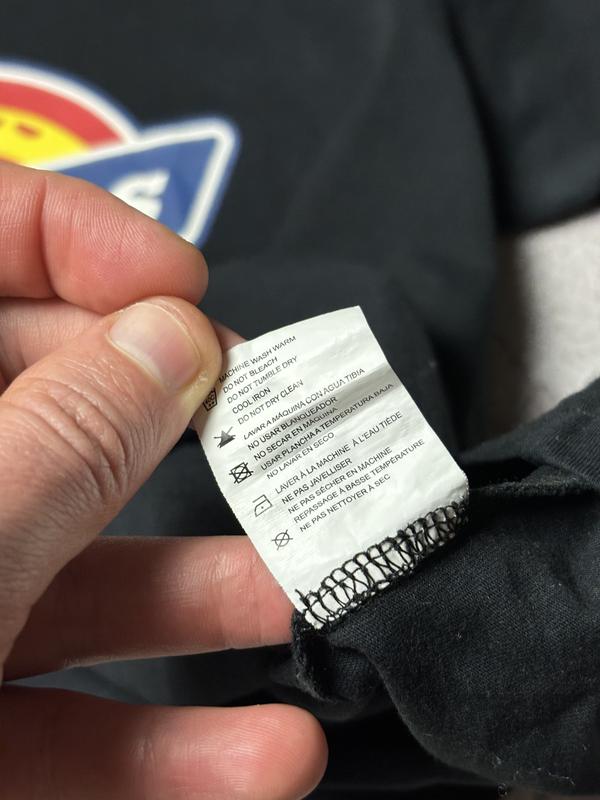 S
MACHINE WASH WARM
DO NOT BLEACH
DO NOT TUMBLE DRY
COOL IRON
DO NOT DRY CLEAN
LAVAR A MÁQUINA CON AGUA TIBIA
NO USAR BLANQUEADOR
NO SECAR EN MÁQUINA
USAR PLANCHA A TEMPERATURA BAJA
NO LAVAR EN SECO
LAVER À LA MACHINE À L'EAU TIÈDE
NE PAS JAVELLISER
NE PAS SÉCHER EN MACHINE
REPASSAGE À BASSE TEMPÉRATURE
NE PAS NETTOYER À SEC